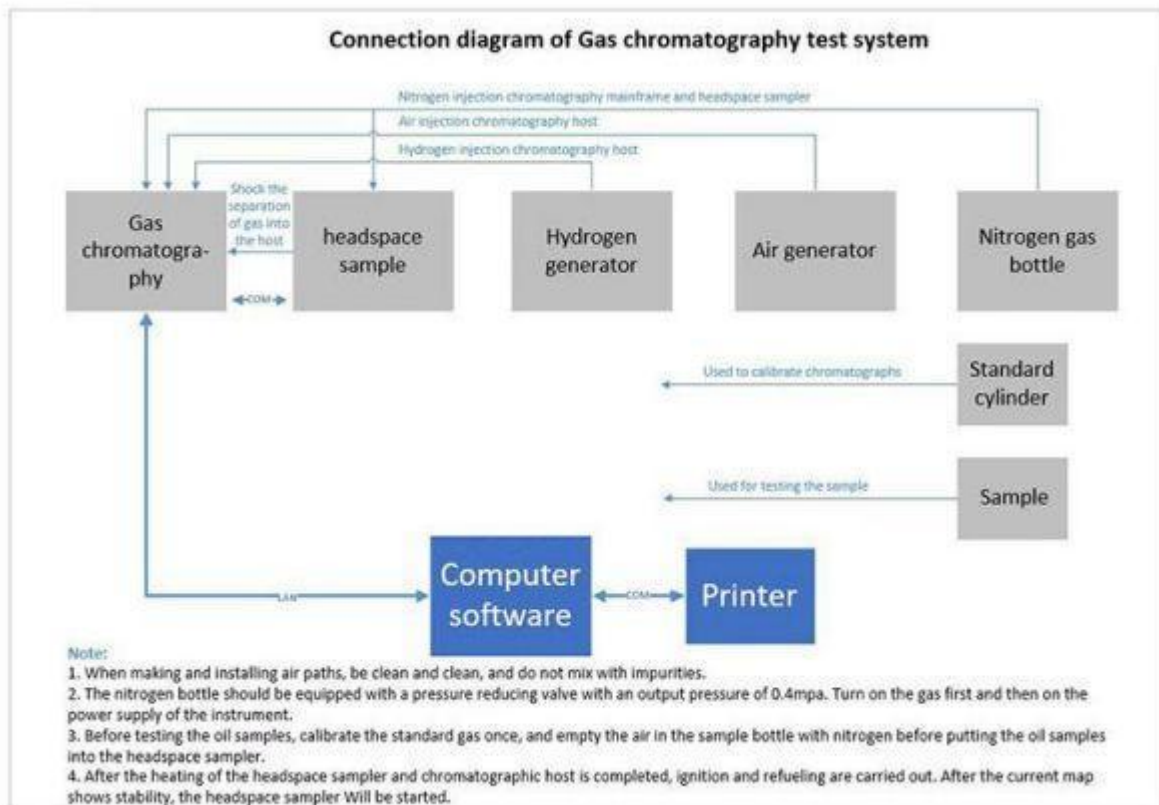 Connection diagram of Gas chromatography test system
Nitrogen injection chromatography mainframe and headspace sampler
Air injection chromatography host
Hydrogen injection chromatography host
Gas
chromatogra-
phy
Shock the
separation
of gas into
the host
COM
headspace
sample
Hydrogen
generator
Air generator
Nitrogen gas
bottle
Used to calibrate chromatographs
Standard
cylinder
Used for testing the sample
Sample
LAN
Computer
software
COM
Printer
Note:
1. When making and installing air paths, be clean and clean, and do not mix with impurities.
2. The nitrogen bottle should be equipped with a pressure reducing valve with an output pressure of 0.4mpa. Turn on the gas first and then on the
power supply of the instrument.
3. Before testing the oil samples, calibrate the standard gas once, and empty the air in the sample bottle with nitrogen before putting the oil samples
into the headspace sampler.
4. After the heating of the headspace sampler and chromatographic host is completed, ignition and refueling are carried out. After the current map
shows stability, the headspace sampler Will be started.